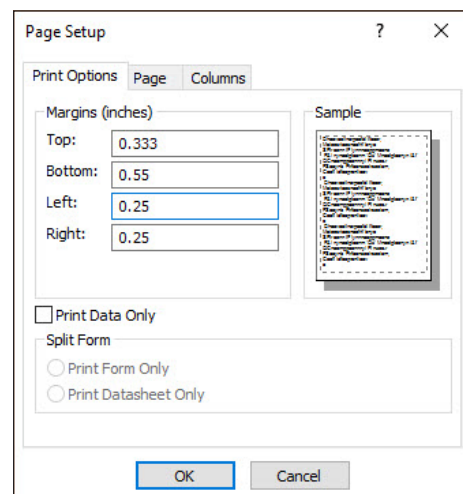 Page Setup ? ×
Print Options Page Columns
Margins (inches)
Top: 0.333
Bottom: 0.55
Left: 0.25
Right: 0.25
Sample
Print Data Only
Split Form
Print Form Only
Print Datasheet Only
OK Cancel